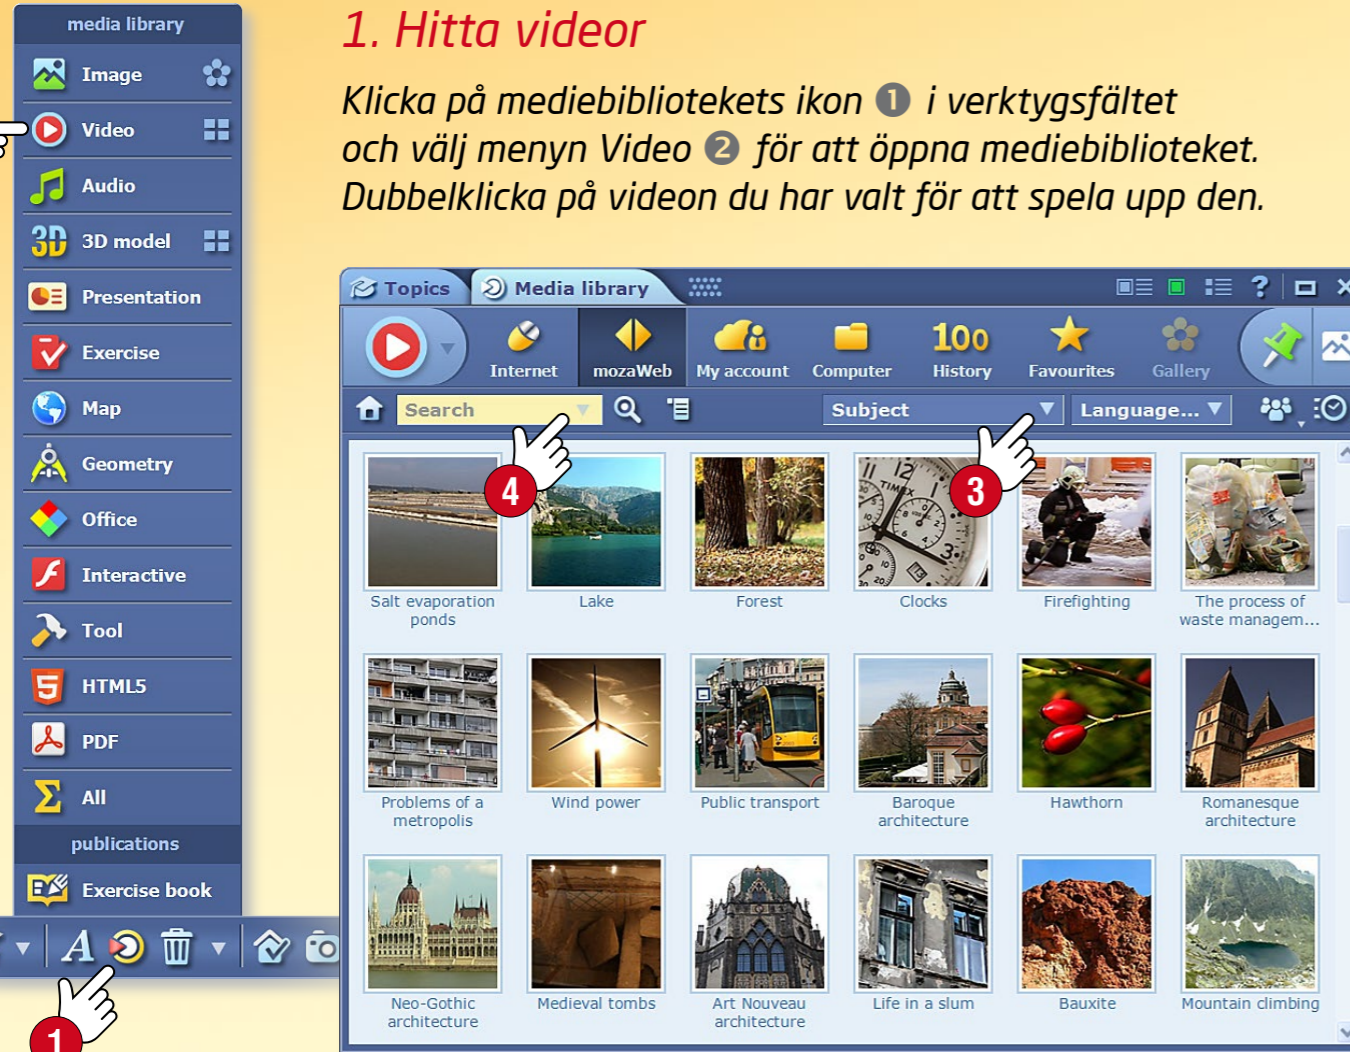 media library
Image
Video
Audio
3D 3D model
Presentation
Exercise
Map
Geometry
Office
Interactive
Tool
5 HTML5
PDF
Σ All
publications
Exercise book
A
1
1. Hitta videor
Klicka på mediebibliotekets ikon ❶ i verktygsfältet
och välj menyn Video ❷ för att öppna mediebiblioteket.
Dubbelklicka på videon du har valt för att spela upp den.
Topics Media library ?
Internet mozaWeb My account Computer 100 History Favourites Gallery
Search Subject Language...
4 3
Salt evaporation
ponds
Lake
Forest
Clocks
Firefighting
The process of
waste managem...
Problems of a
metropolis
Wind power
Public transport
Baroque
architecture
Hawthorn
Romanesque
architecture
Neo-Gothic
architecture
Medieval tombs
Art Nouveau
architecture
Life in a slum
Bauxite
Mountain climbing